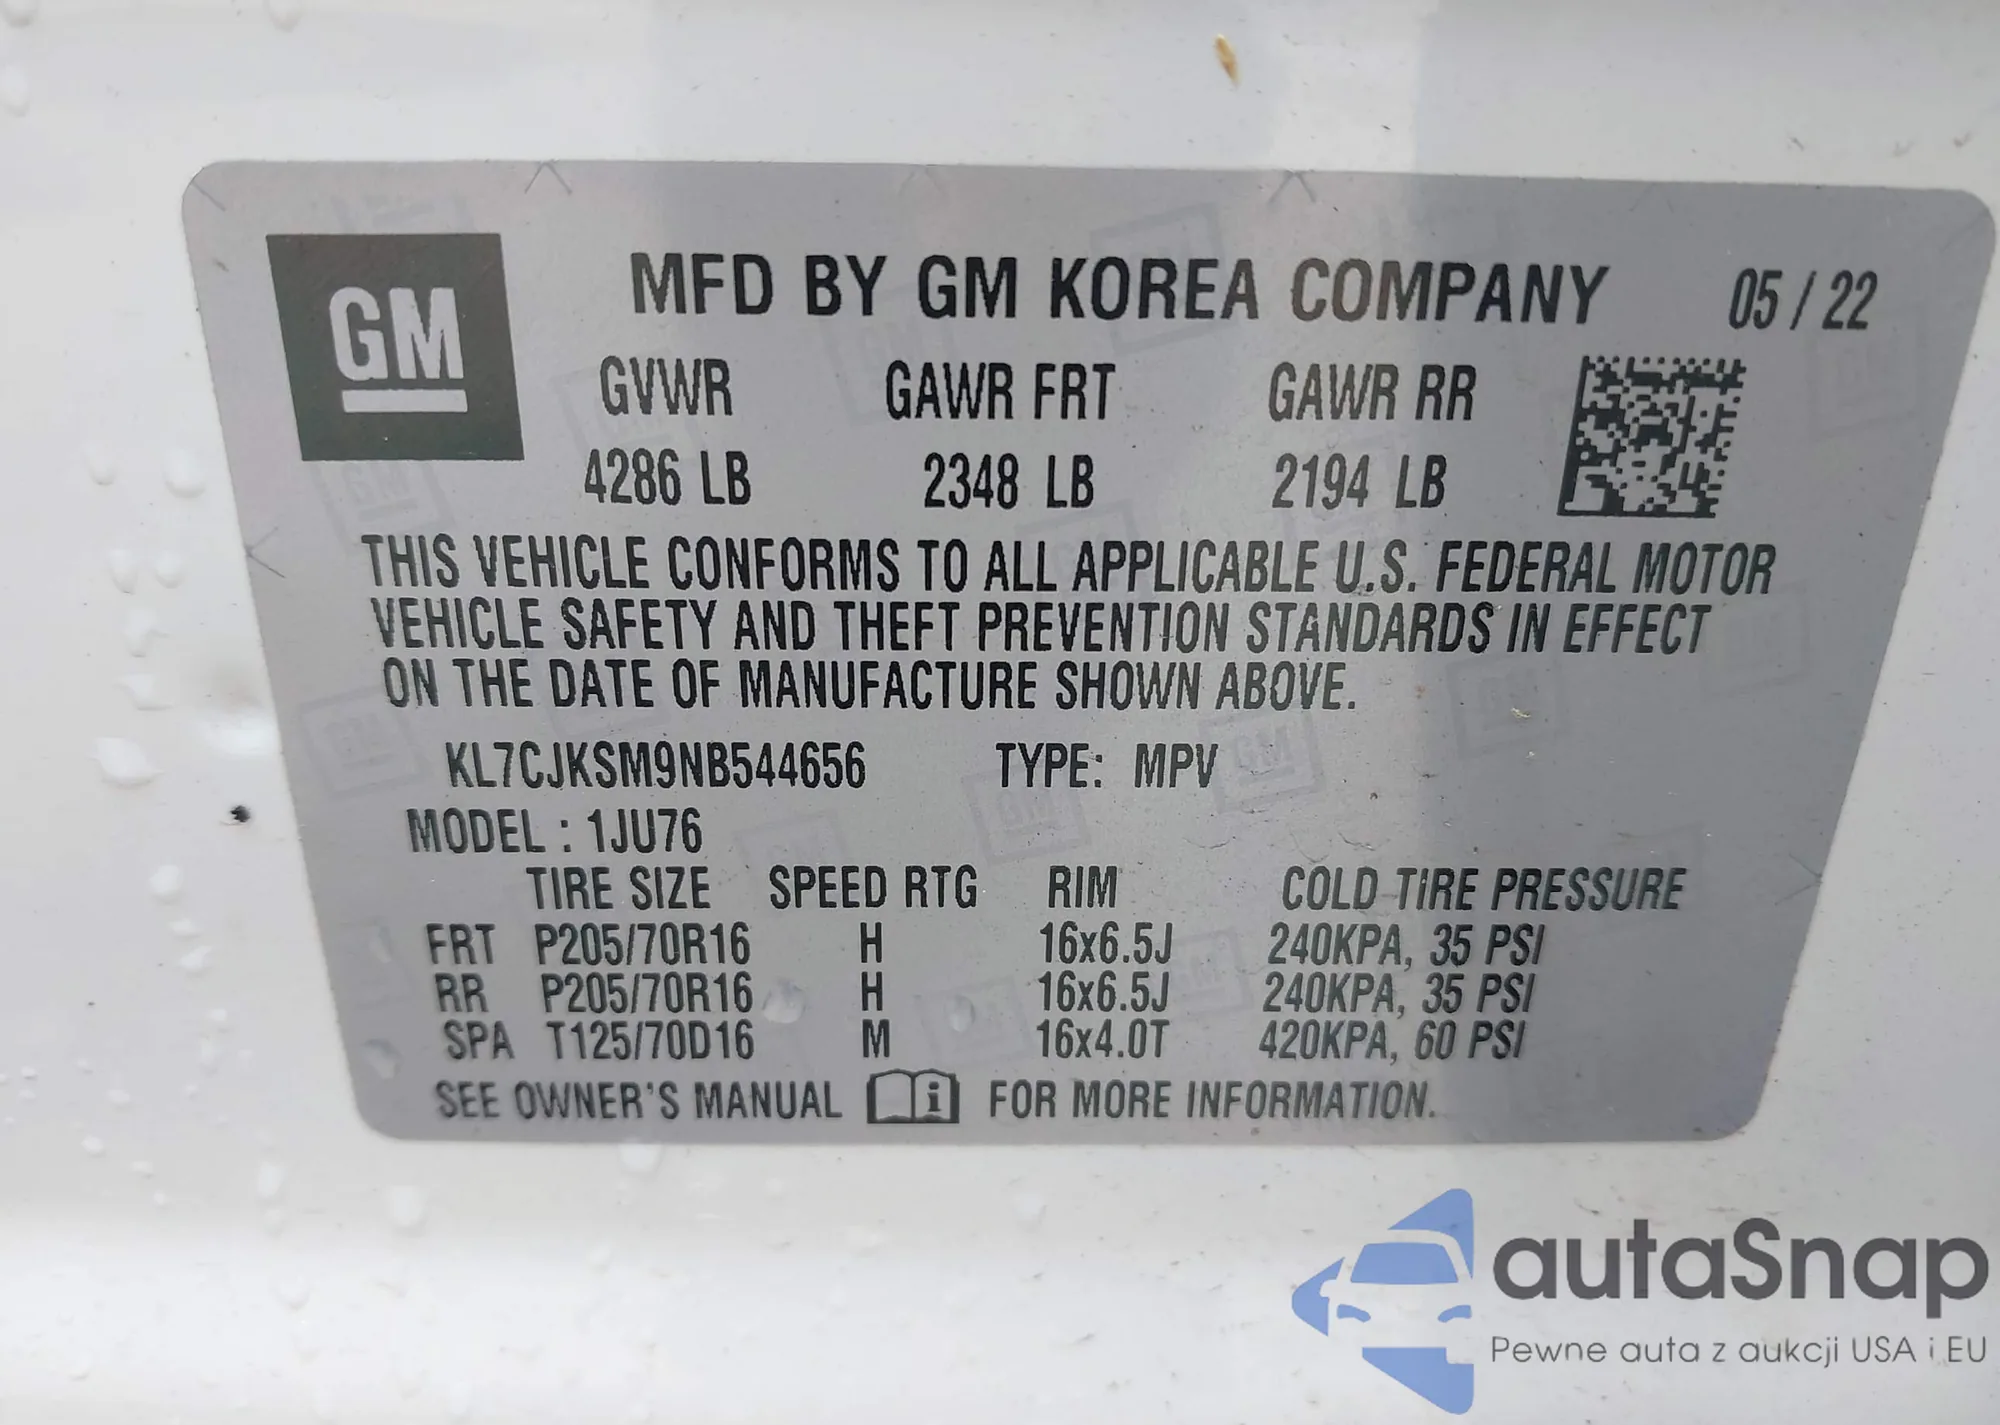 GM
MFD BY GM KOREA COMPANY 05 / 22
GVWR GAWR FRT GAWR RR
4286 LB 2348 LB 2194 LB
THIS VEHICLE CONFORMS TO ALL APPLICABLE U.S. FEDERAL MOTOR
VEHICLE SAFETY AND THEFT PREVENTION STANDARDS IN EFFECT
ON THE DATE OF MANUFACTURE SHOWN ABOVE.
KL7CJKSM9NB544656 TYPE: MPV
MODEL : 1JU76
TIRE SIZE SPEED RTG RIM COLD TIRE PRESSURE
FRT P205/70R16 H 16x6.5J 240KPA, 35 PSI
RR P205/70R16 H 16x6.5J 240KPA, 35 PSI
SPA T125/70D16 M 16x4.0T 420KPA, 60 PSI
SEE OWNER'S MANUAL i FOR MORE INFORMATION.
autaSnap
Pewne auta z aukcji USA i EU